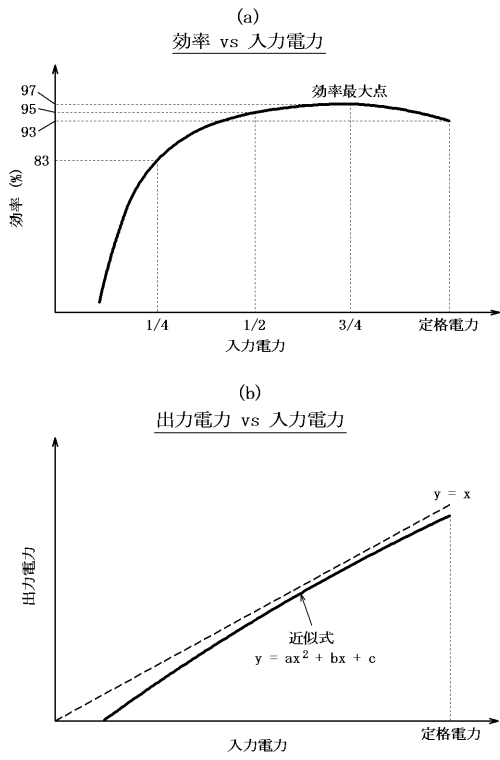 (a)
効率 vs 入力電力
97
95
93
83
効率最大点
効率 (%)
1/4
1/2
3/4
定格電力
入力電力
(b)
出力電力 vs 入力電力
y = x
出力電力
近似式
y = ax² + bx + c
定格電力
入力電力